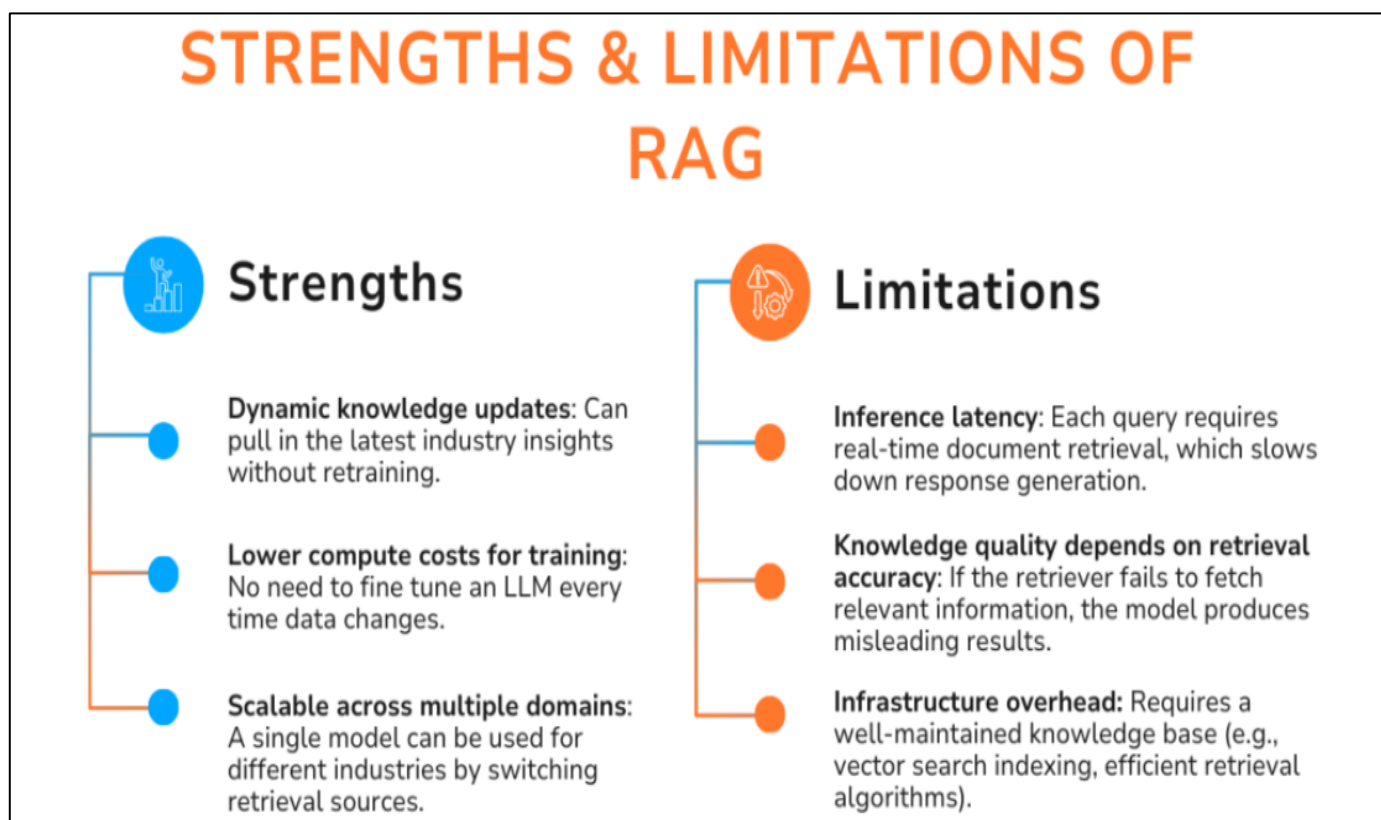 STRENGTHS & LIMITATIONS OF
RAG
Strengths
Dynamic knowledge updates: Can
pull in the latest industry insights
without retraining.
Lower compute costs for training:
No need to fine tune an LLM every
time data changes.
Scalable across multiple domains:
A single model can be used for
different industries by switching
retrieval sources.
Limitations
Inference latency: Each query requires
real-time document retrieval, which slows
down response generation.
Knowledge quality depends on retrieval
accuracy: If the retriever fails to fetch
relevant information, the model produces
misleading results.
Infrastructure overhead: Requires a
well-maintained knowledge base (e.g.,
vector search indexing, efficient retrieval
algorithms).